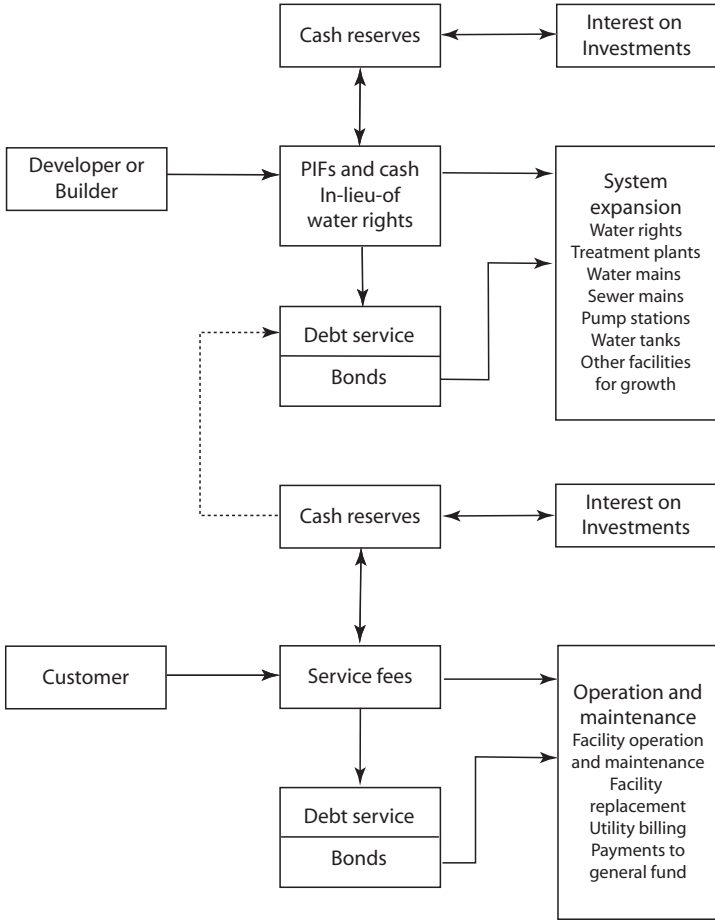 Cash reserves
Interest on
Investments
Developer or
Builder
PIFs and cash
In-lieu-of
water rights
System
expansion
Water rights
Treatment plants
Water mains
Sewer mains
Pump stations
Water tanks
Other facilities
for growth
Debt service
Bonds
Cash reserves
Interest on
Investments
Customer
Service fees
Operation and
maintenance
Facility operation
and maintenance
Facility
replacement
Utility billing
Payments to
general fund
Debt service
Bonds